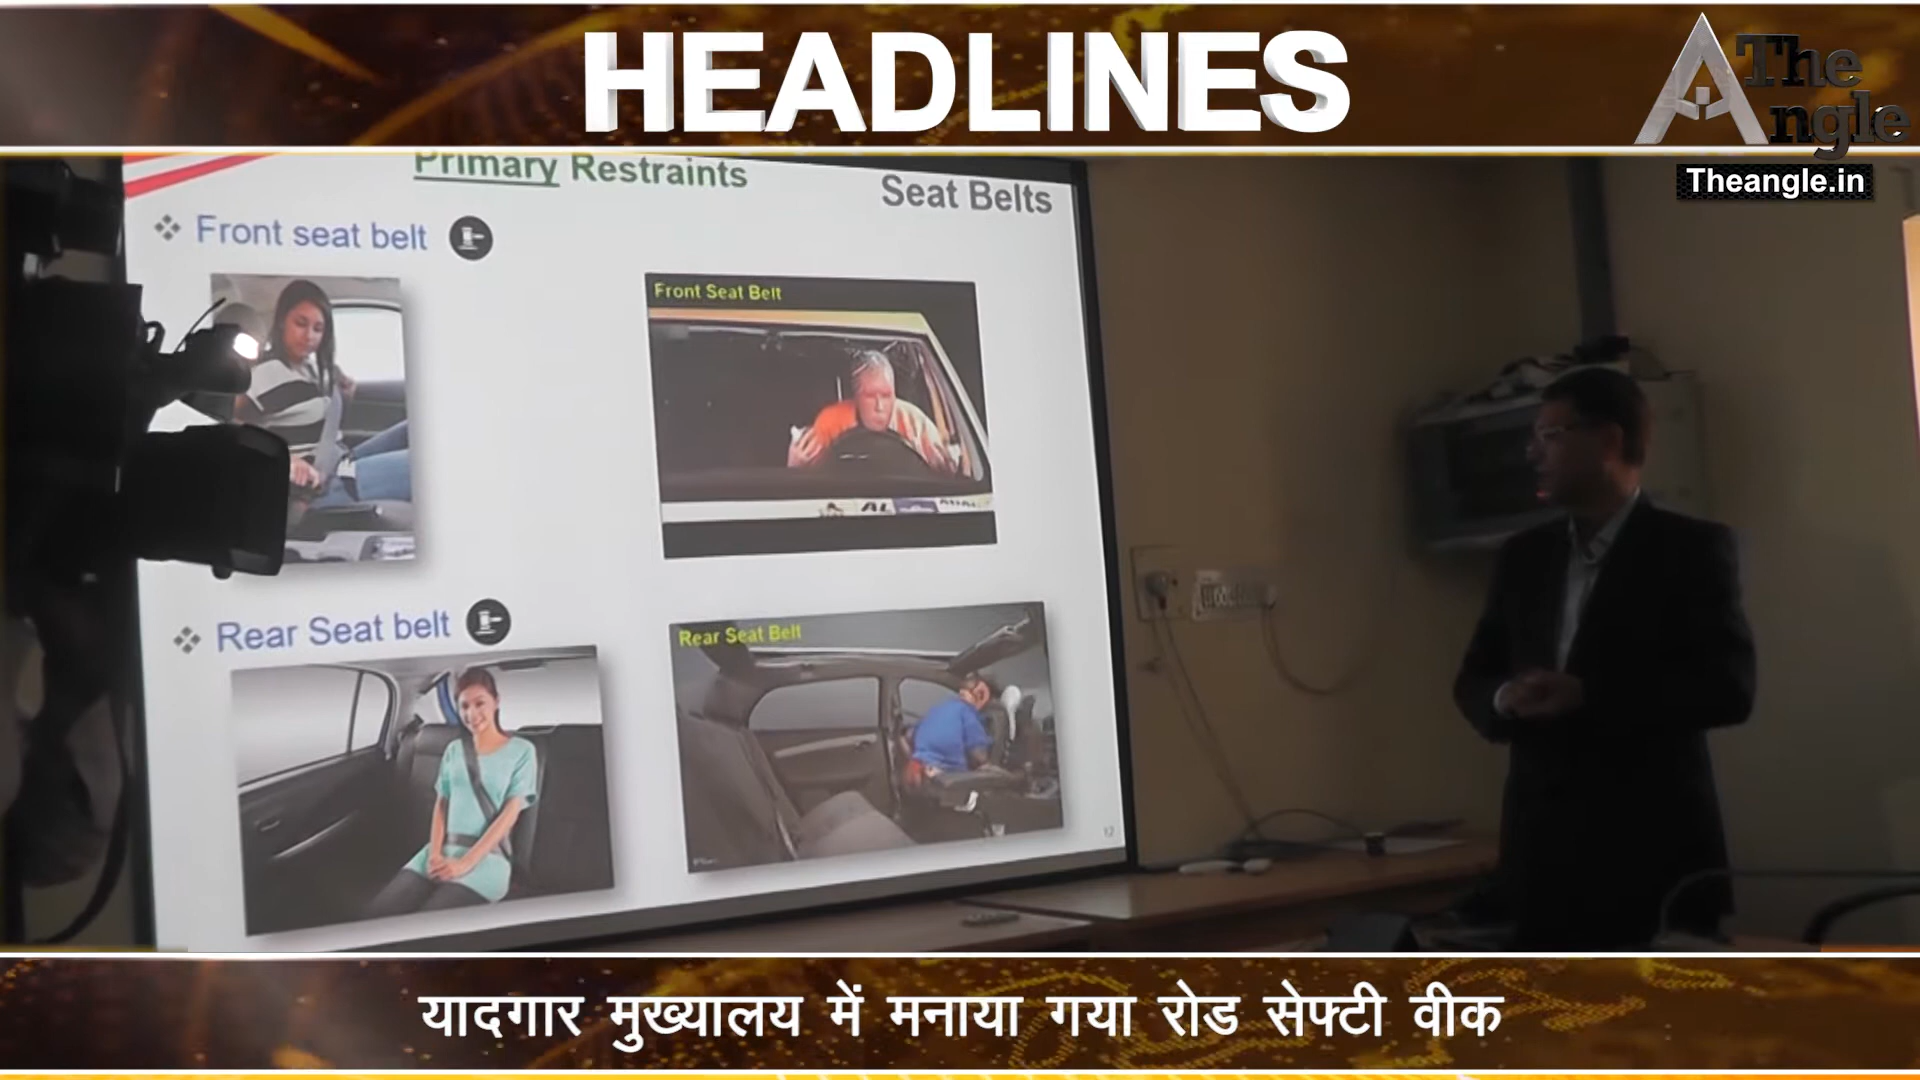 HEADLINES
The
Angle
Theangle.in
Primary Restraints
Seat Belts
Front seat belt
Front Seat Belt
Rear Seat belt
Rear Seat Belt
12
यादगार मुख्यालय में मनाया गया रोड सेफ्टी वीक